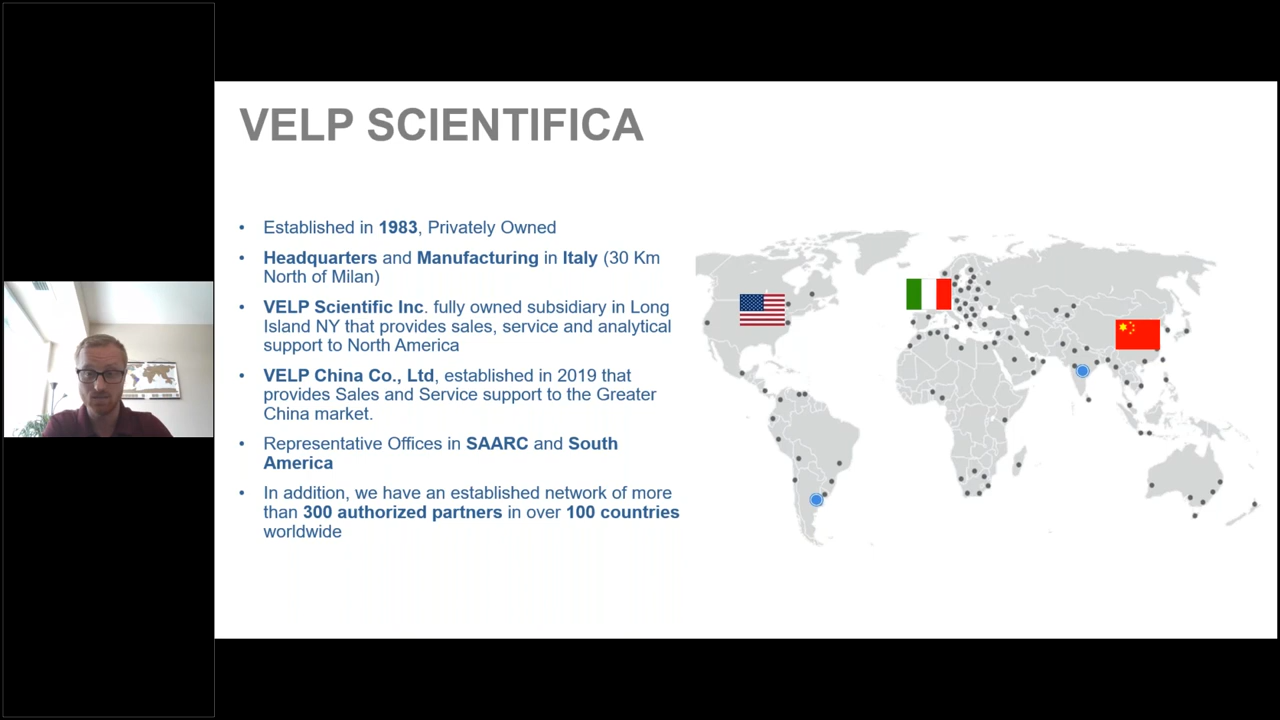 VELP SCIENTIFICA
• Established in 1983, Privately Owned
• Headquarters and Manufacturing in Italy (30 Km
North of Milan)
• VELP Scientific Inc. fully owned subsidiary in Long
Island NY that provides sales, service and analytical
support to North America
• VELP China Co., Ltd, established in 2019 that
provides Sales and Service support to the Greater
China market.
• Representative Offices in SAARC and South
America
• In addition, we have an established network of more
than 300 authorized partners in over 100 countries
worldwide